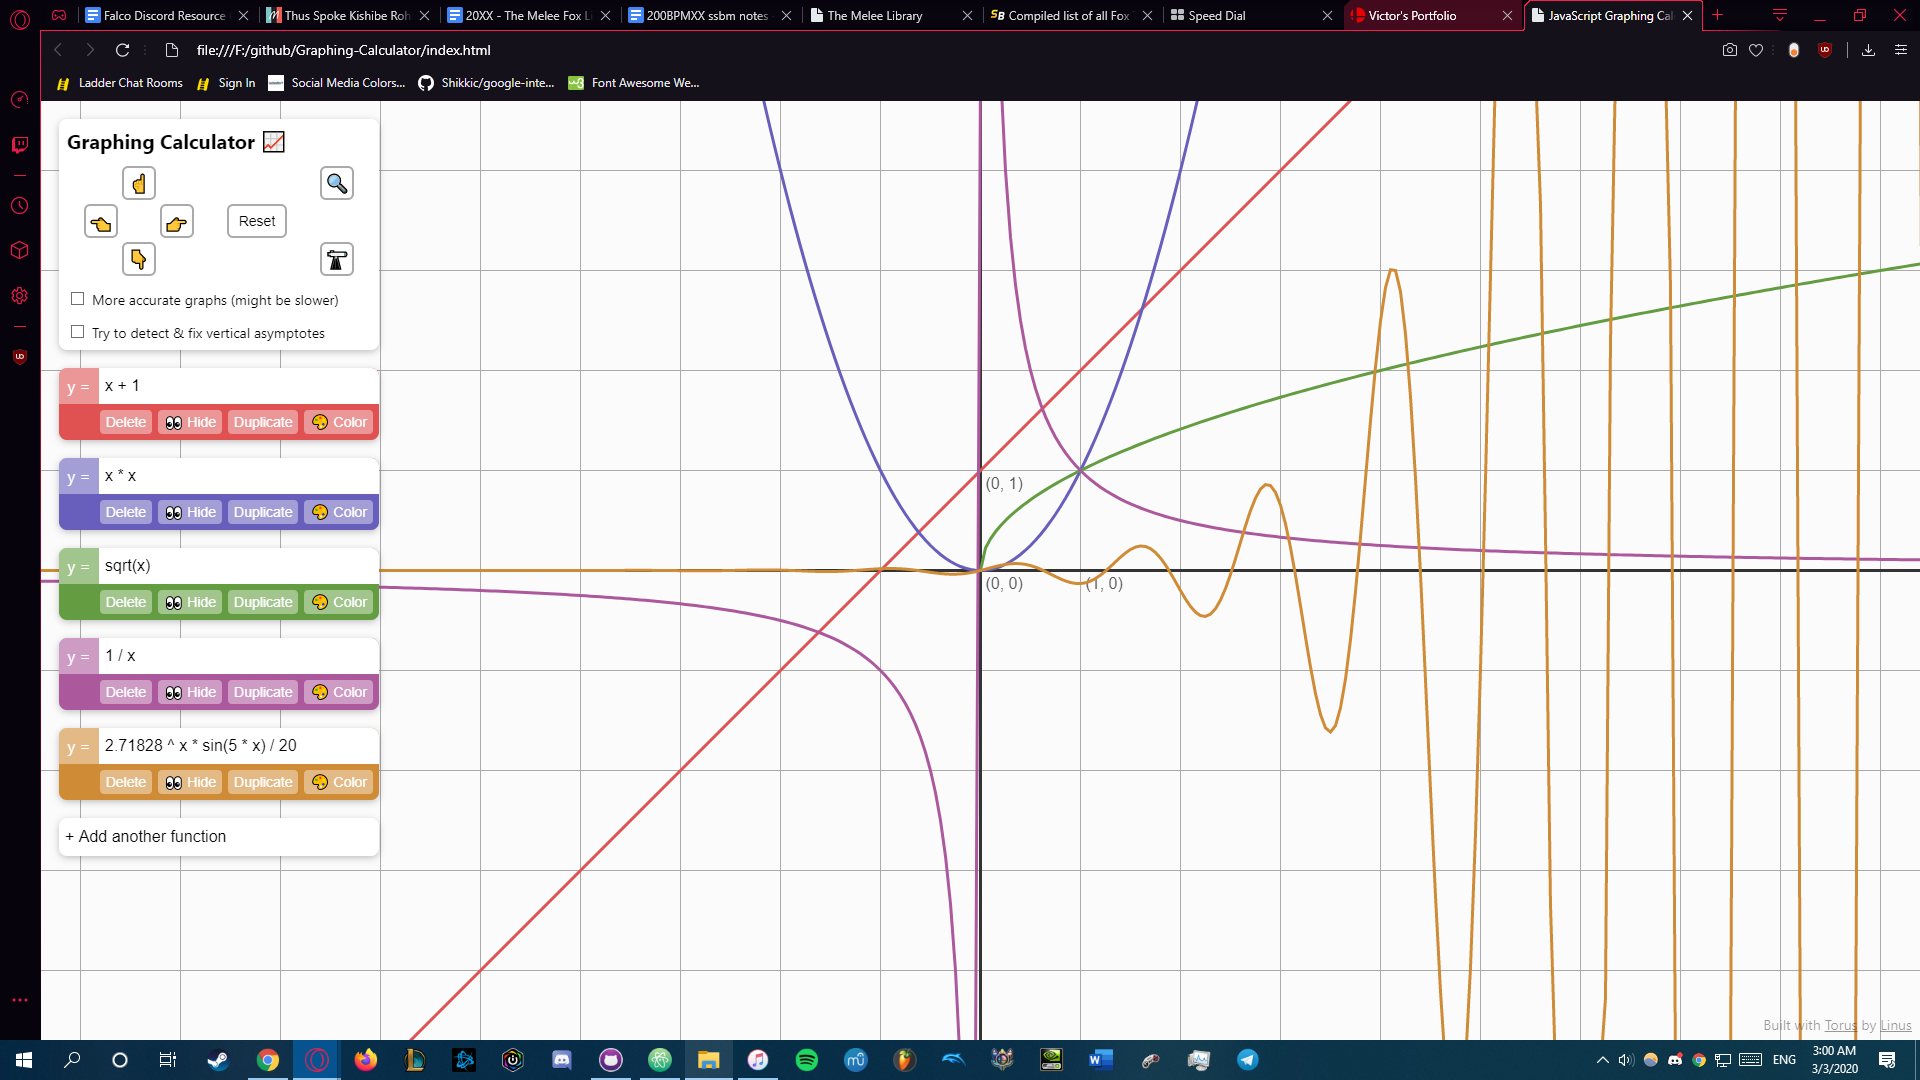 Falco Discord Resource
Thus Spoke Kishibe Roh
20XX - The Melee Fox Li
200BPMXX ssbm notes
The Melee Library
SB Compiled list of all Fox
Speed Dial
Victor's Portfolio
JavaScript Graphing Cal
file:///F:/github/Graphing-Calculator/index.html
Ladder Chat Rooms
Sign In
Social Media Colors...
Shikkic/google-inte...
Font Awesome We...
Graphing Calculator
Reset
More accurate graphs (might be slower)
Try to detect & fix vertical asymptotes
y = x + 1
Delete Hide Duplicate Color
y = x * x
Delete Hide Duplicate Color
y = sqrt(x)
Delete Hide Duplicate Color
y = 1 / x
Delete Hide Duplicate Color
y = 2.71828 ^ x * sin(5 * x) / 20
Delete Hide Duplicate Color
+ Add another function
(0, 1)
(0, 0)
(1, 0)
Built with Torus by Linus
ENG
3:00 AM
3/3/2020